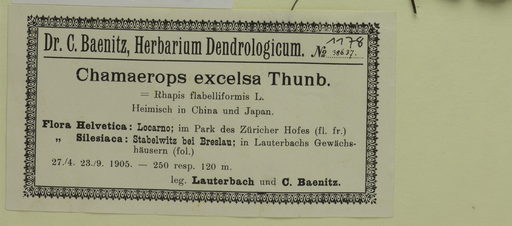 Dr. C. Baenitz, Herbarium Dendrologicum. No 1178
Chamaerops excelsa Thunb.
= Rhapis flabelliformis L.
Heimisch in China und Japan.
Flora Helvetica: Locarno; im Park des Züricher Hofes (fl. fr.)
„ Silesiaca: Stabelwitz bei Breslau; in Lauterbachs Gewächs-
häusern (fol.)
27./4. 23./9. 1905. — 250 resp. 120 m.
leg. Lauterbach und C. Baenitz.